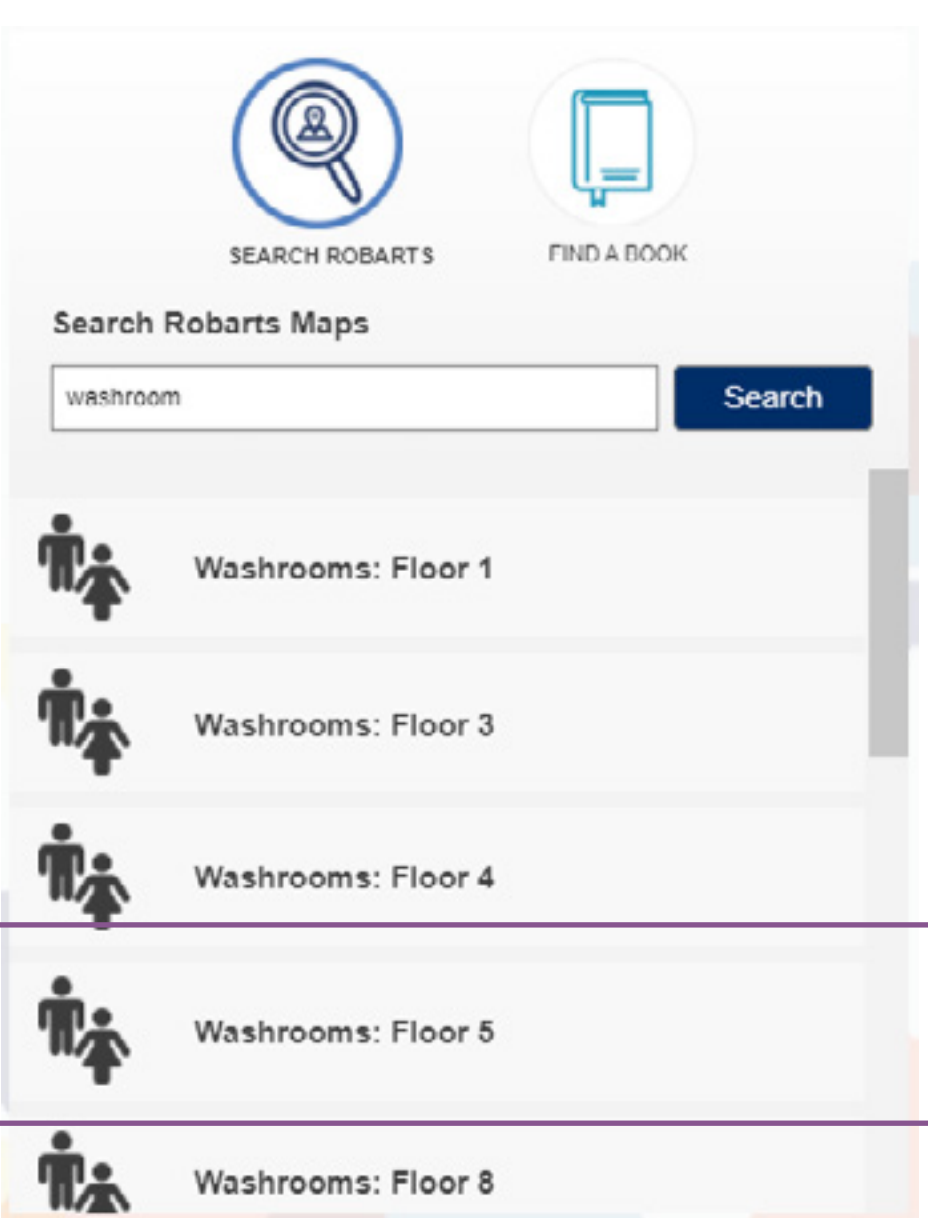 SEARCH ROBARTS
FIND A BOOK
Search Robarts Maps
washroom
Search
Washrooms: Floor 1
Washrooms: Floor 3
Washrooms: Floor 4
Washrooms: Floor 5
Washrooms: Floor 8